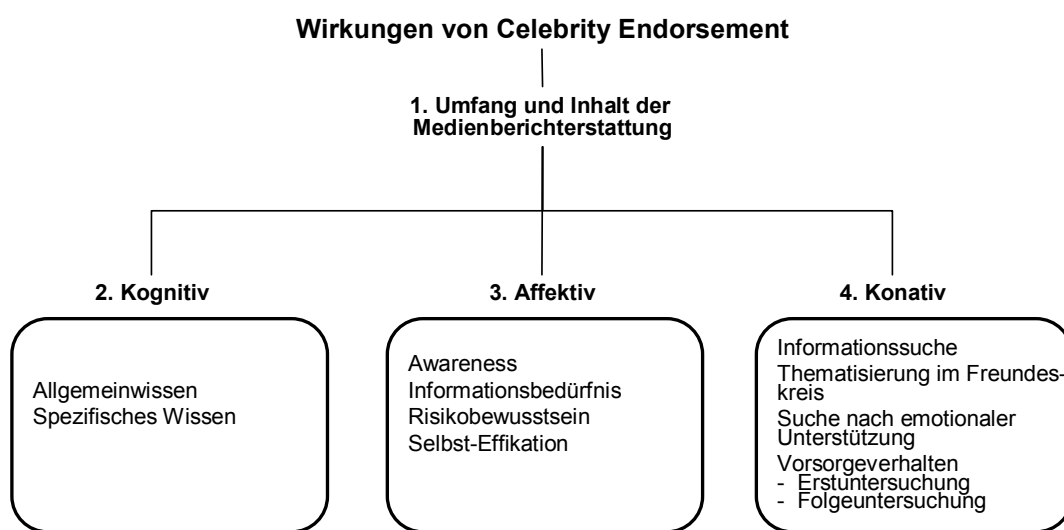 Wirkungen von Celebrity Endorsement
1. Umfang und Inhalt der
Medienberichterstattung
2. Kognitiv
Allgemeinwissen
Spezifisches Wissen
3. Affektiv
Awareness
Informationsbedürfnis
Risikobewusstsein
Selbst-Effikation
4. Konativ
Informationssuche
Thematisierung im Freundes-
kreis
Suche nach emotionaler
Unterstützung
Vorsorgeverhalten
- Erstuntersuchung
- Folgeuntersuchung